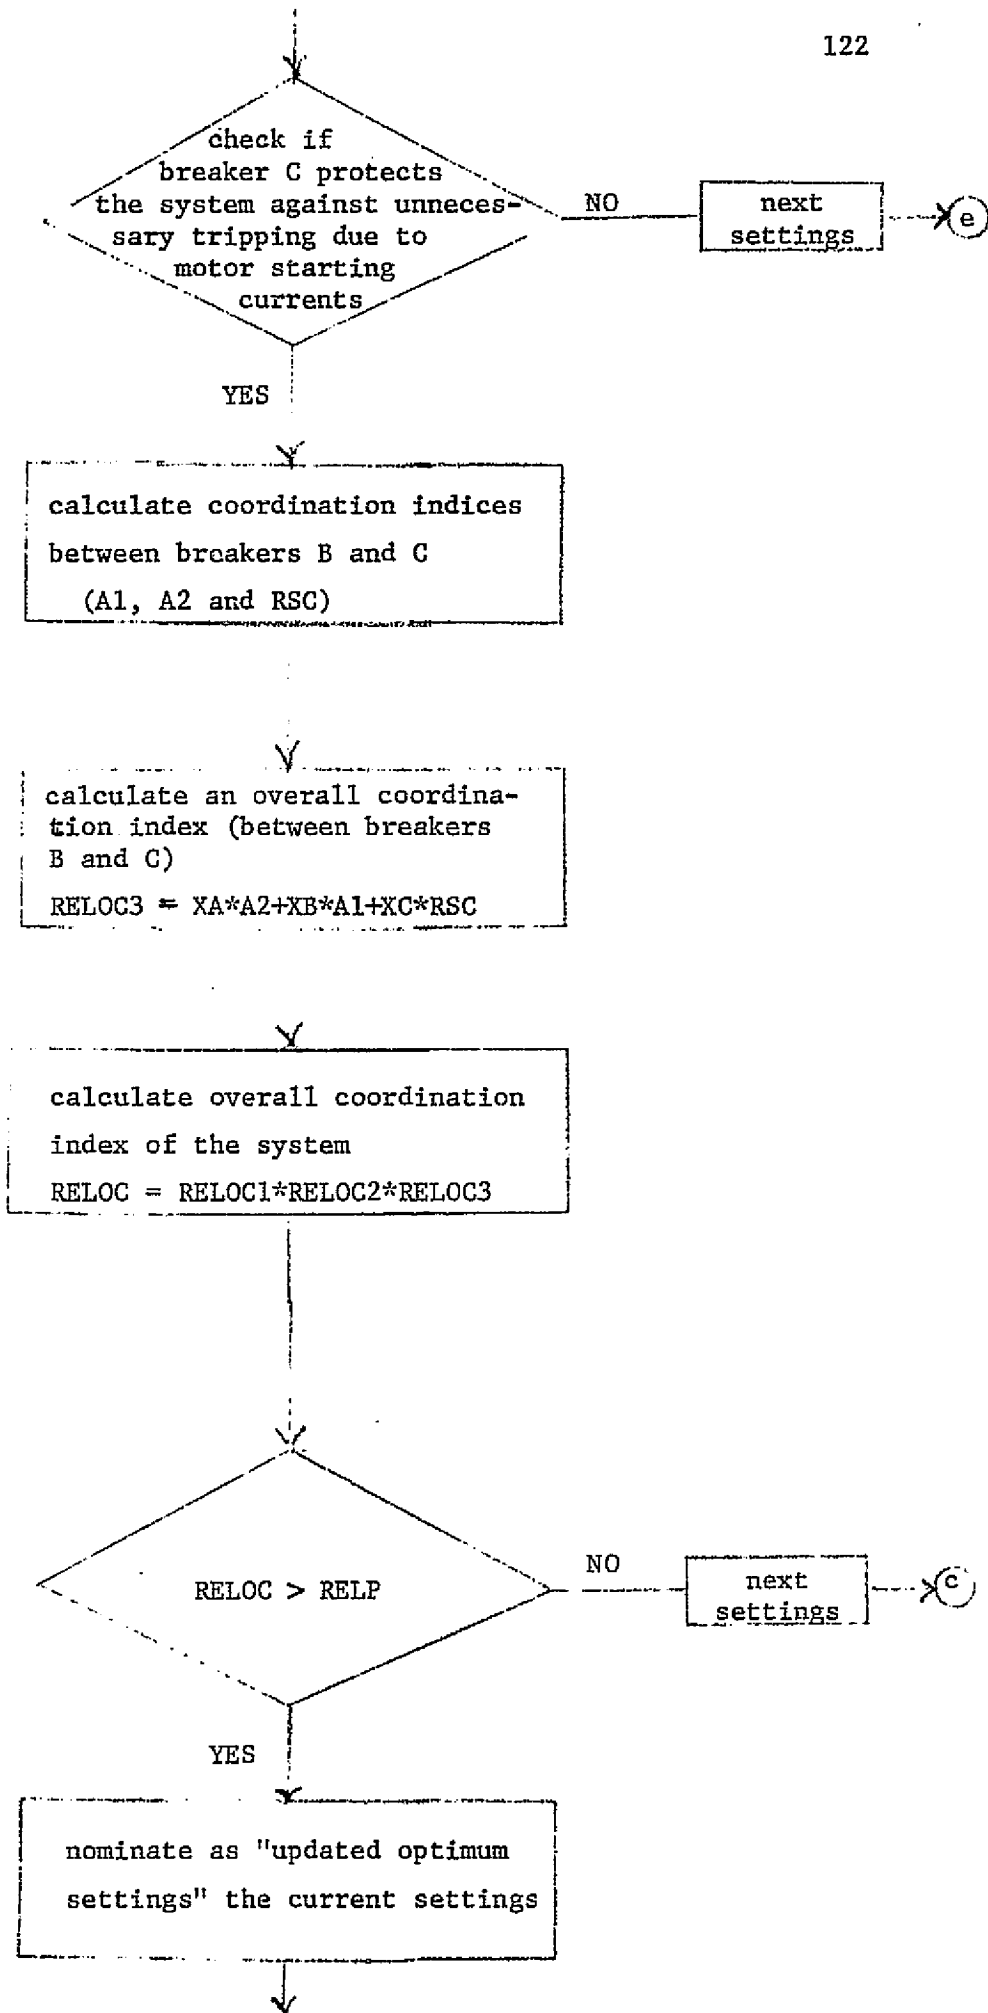 122
check if
breaker C protects
the system against unneces-
sary tripping due to
motor starting
currents
NO
next
settings
e
YES
calculate coordination indices
between breakers B and C
(A1, A2 and RSC)
calculate an overall coordina-
tion index (between breakers
B and C)
RELOC3 = XA*A2+XB*A1+XC*RSC
calculate overall coordination
index of the system
RELOC = RELOC1*RELOC2*RELOC3
RELOC > RELP
NO
next
settings
c
YES
nominate as "updated optimum
settings" the current settings